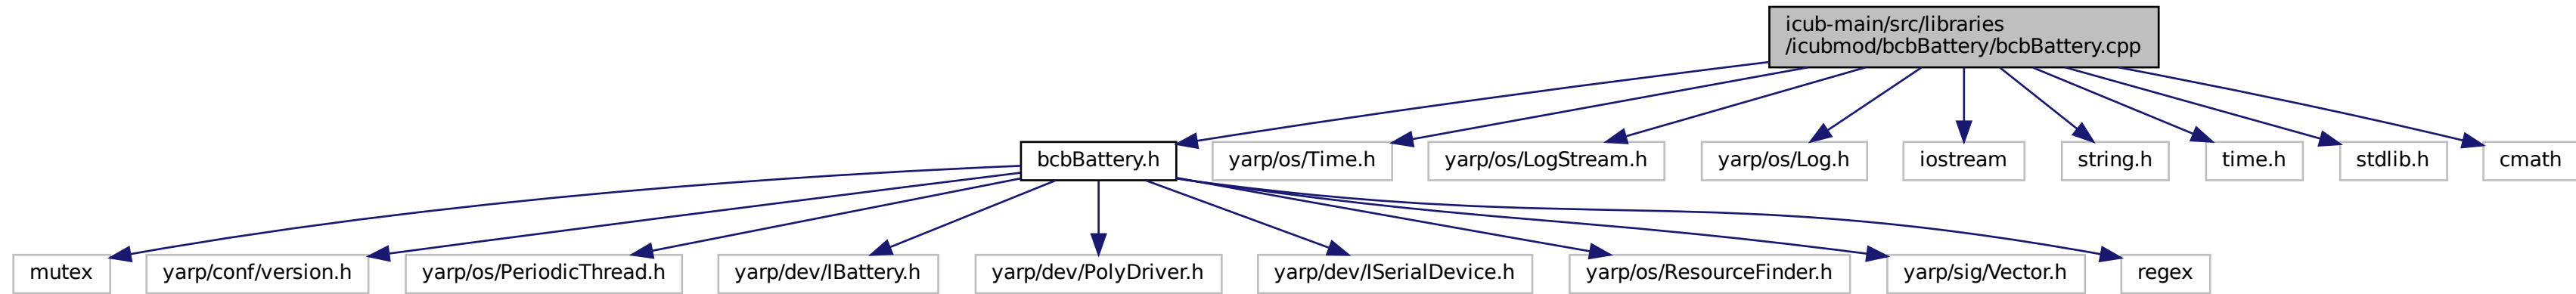 icub-main/src/libraries
/icubmod/bcbBattery/bcbBattery.cpp
bcbBattery.h
yarp/os/Time.h
yarp/os/LogStream.h
yarp/os/Log.h
iostream
string.h
time.h
stdlib.h
cmath
mutex
yarp/conf/version.h
yarp/os/PeriodicThread.h
yarp/dev/IBattery.h
yarp/dev/PolyDriver.h
yarp/dev/ISerialDevice.h
yarp/os/ResourceFinder.h
yarp/sig/Vector.h
regex